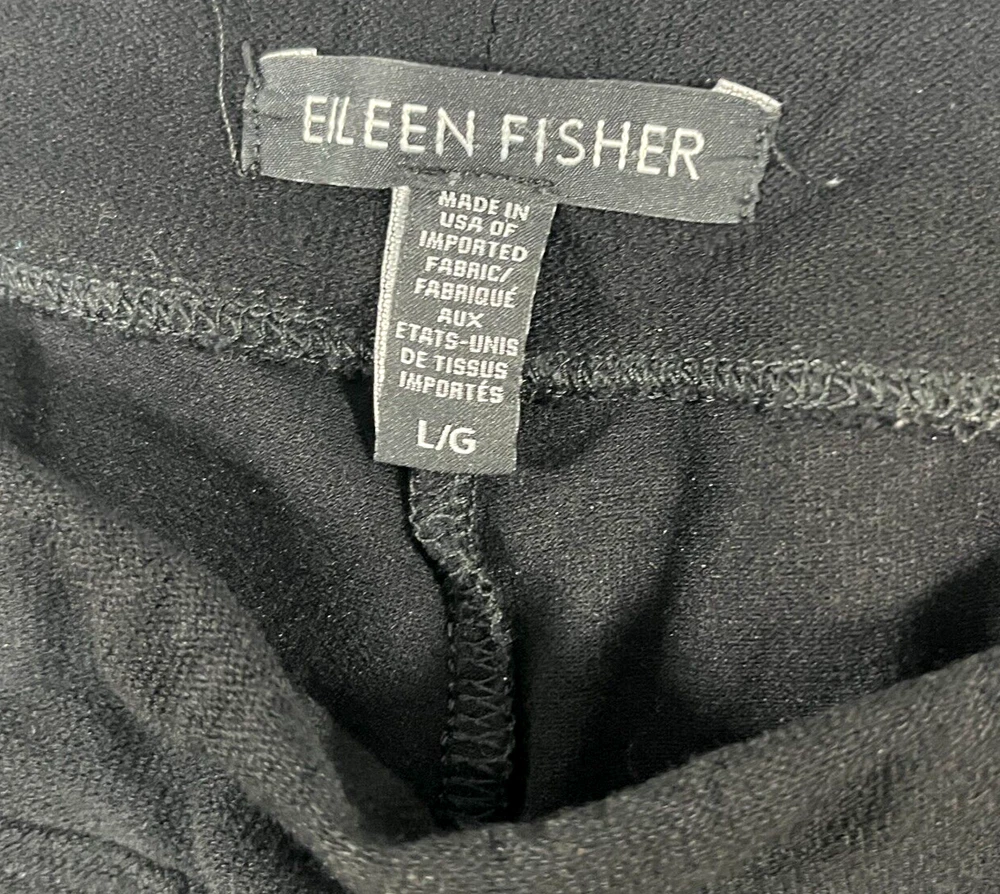 EILEEN FISHER
MADE IN
USA OF
IMPORTED
FABRIC/
FABRIQUÉ
AUX
ETATS-UNIS
DE TISSUS
IMPORTÉS
L/G